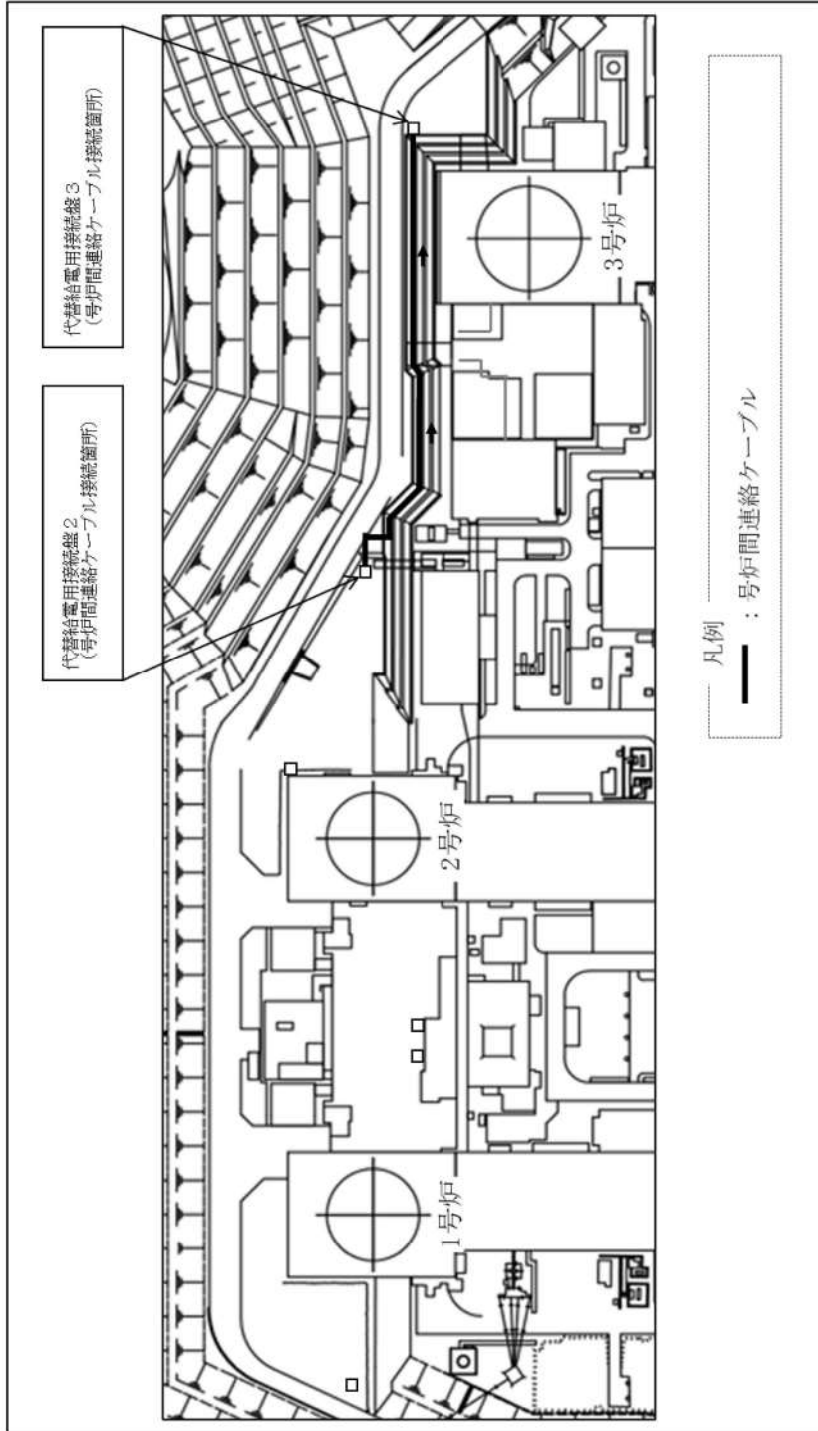 代替給電用接続盤2
(号炉間連絡ケーブル接続箇所)
代替給電用接続盤3
(号炉間連絡ケーブル接続箇所)
1号炉
2号炉
3号炉
凡例
：号炉間連絡ケーブル